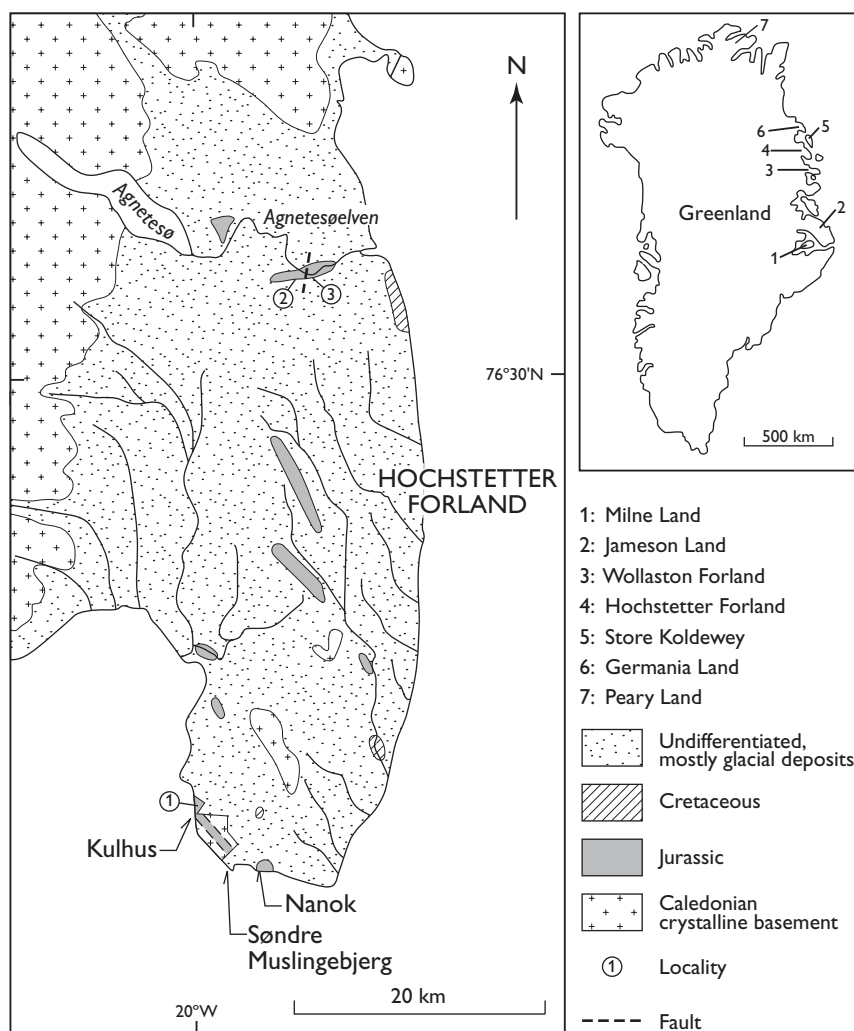 N
Agnetesø
Agnetesøelven
2
3
76°30'N
HOCHSTETTER
FORLAND
1
Kulhus
Nanok
Søndre
Muslingebjerg
20°W
20 km
7
6
5
4
3
Greenland
2
1
500 km
1: Milne Land
2: Jameson Land
3: Wollaston Forland
4: Hochstetter Forland
5: Store Koldewey
6: Germania Land
7: Peary Land
Undifferentiated,
mostly glacial deposits
Cretaceous
Jurassic
Caledonian
crystalline basement
1 Locality
Fault